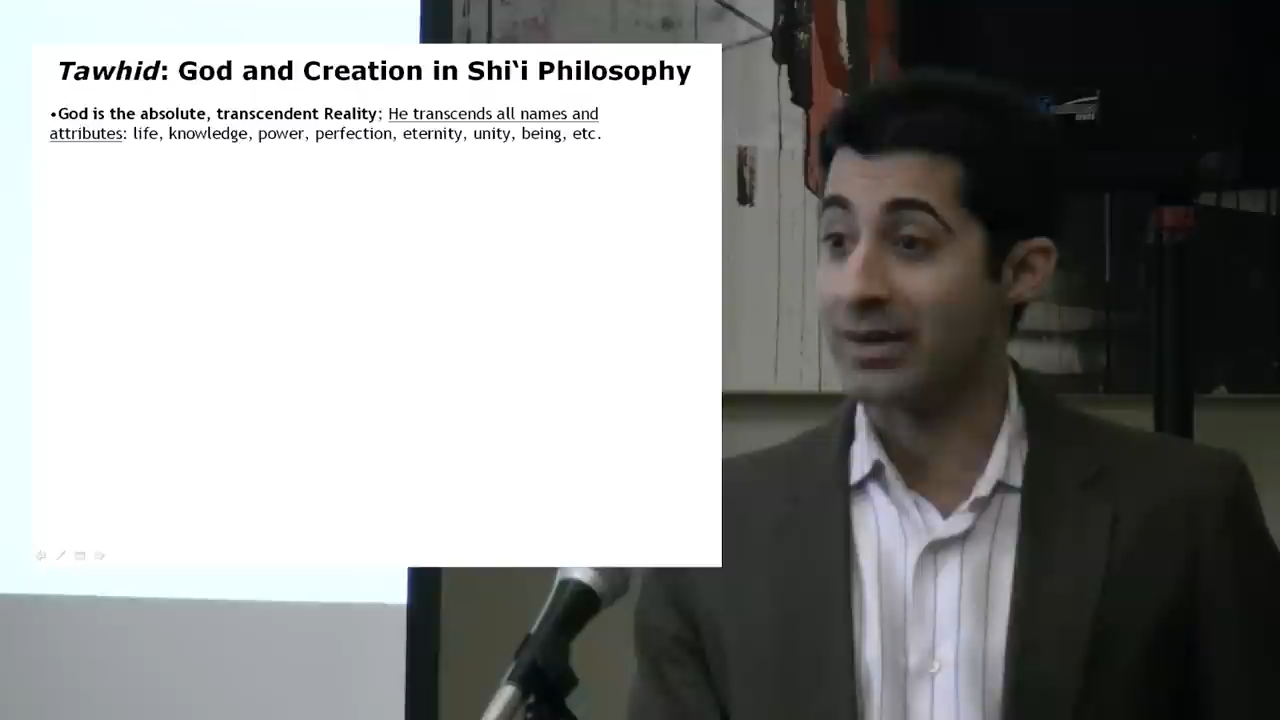 Tawhid: God and Creation in Shi‘i Philosophy
•God is the absolute, transcendent Reality; He transcends all names and
attributes: life, knowledge, power, perfection, eternity, unity, being, etc.